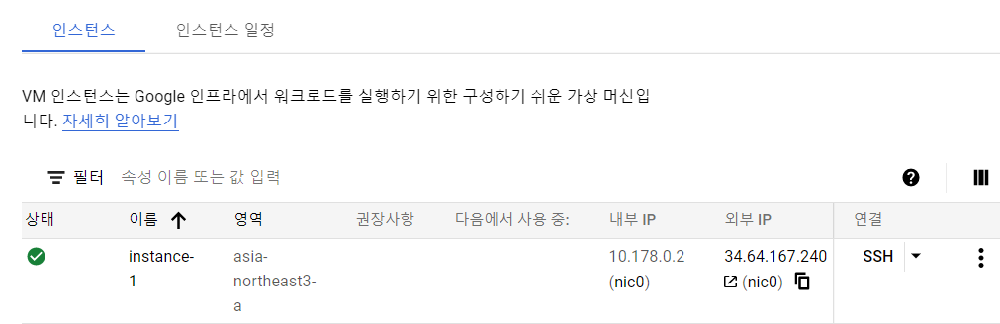 인스턴스 인스턴스 일정
VM 인스턴스는 Google 인프라에서 워크로드를 실행하기 위한 구성하기 쉬운 가상 머신입
니다. 자세히 알아보기
필터 속성 이름 또는 값 입력
상태 이름 영역 권장사항 다음에서 사용 중: 내부 IP 외부 IP 연결
instance- asia- 10.178.0.2 34.64.167.240 SSH
1 northeast3- (nic0) (nic0)
a